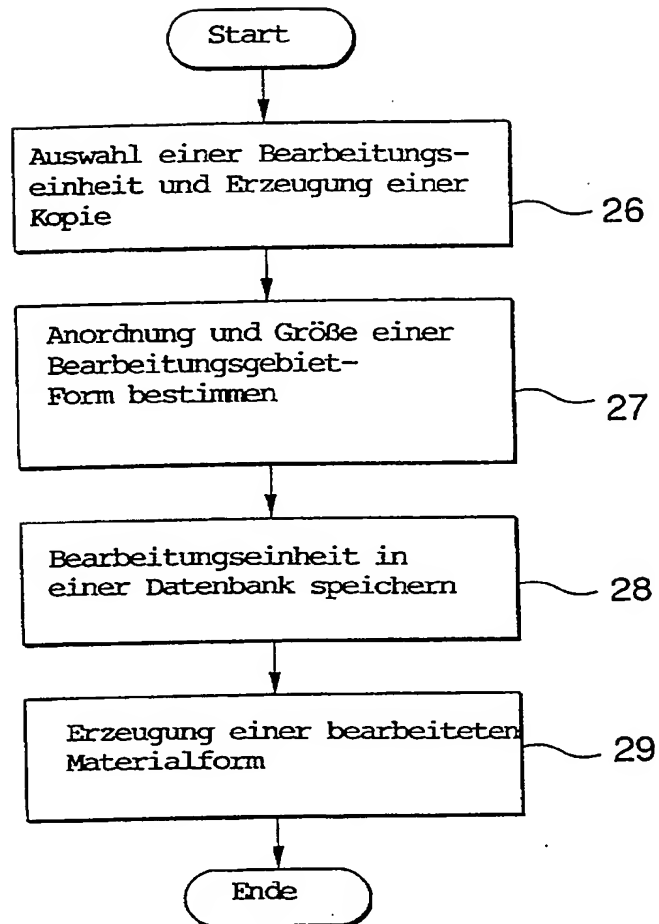 Start
Auswahl einer Bearbeitungs-
einheit und Erzeugung einer
Kopie
26
Anordnung und Größe einer
Bearbeitungsgebiet-
Form bestimmen
27
Bearbeitungseinheit in
einer Datenbank speichern
28
Erzeugung einer bearbeiteten
Materialform
29
Ende